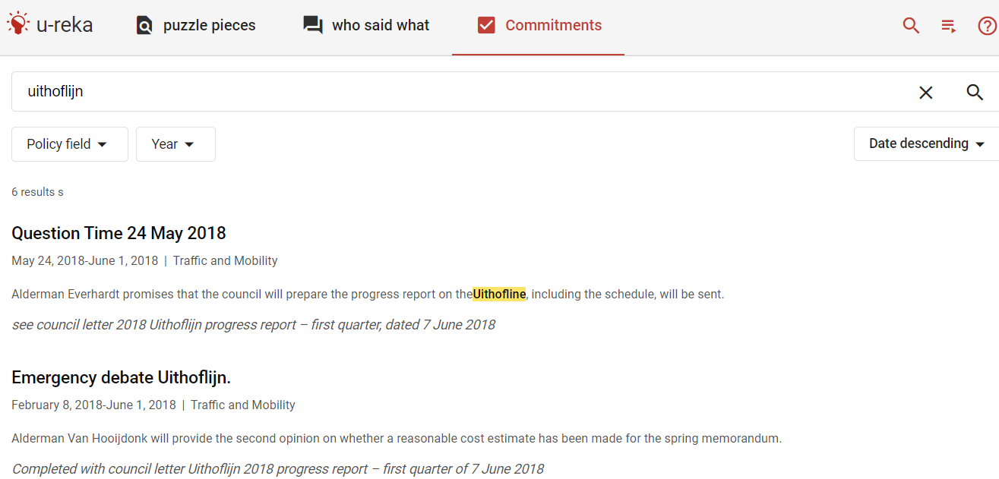 u-reka puzzle pieces who said what Commitments
uithoflijn
Policy field Year Date descending
6 results s
Question Time 24 May 2018
May 24, 2018-June 1, 2018 | Traffic and Mobility
Alderman Everhardt promises that the council will prepare the progress report on theUithofline, including the schedule, will be sent.
see council letter 2018 Uithoflijn progress report – first quarter, dated 7 June 2018
Emergency debate Uithoflijn.
February 8, 2018-June 1, 2018 | Traffic and Mobility
Alderman Van Hooijdonk will provide the second opinion on whether a reasonable cost estimate has been made for the spring memorandum.
Completed with council letter Uithoflijn 2018 progress report – first quarter of 7 June 2018